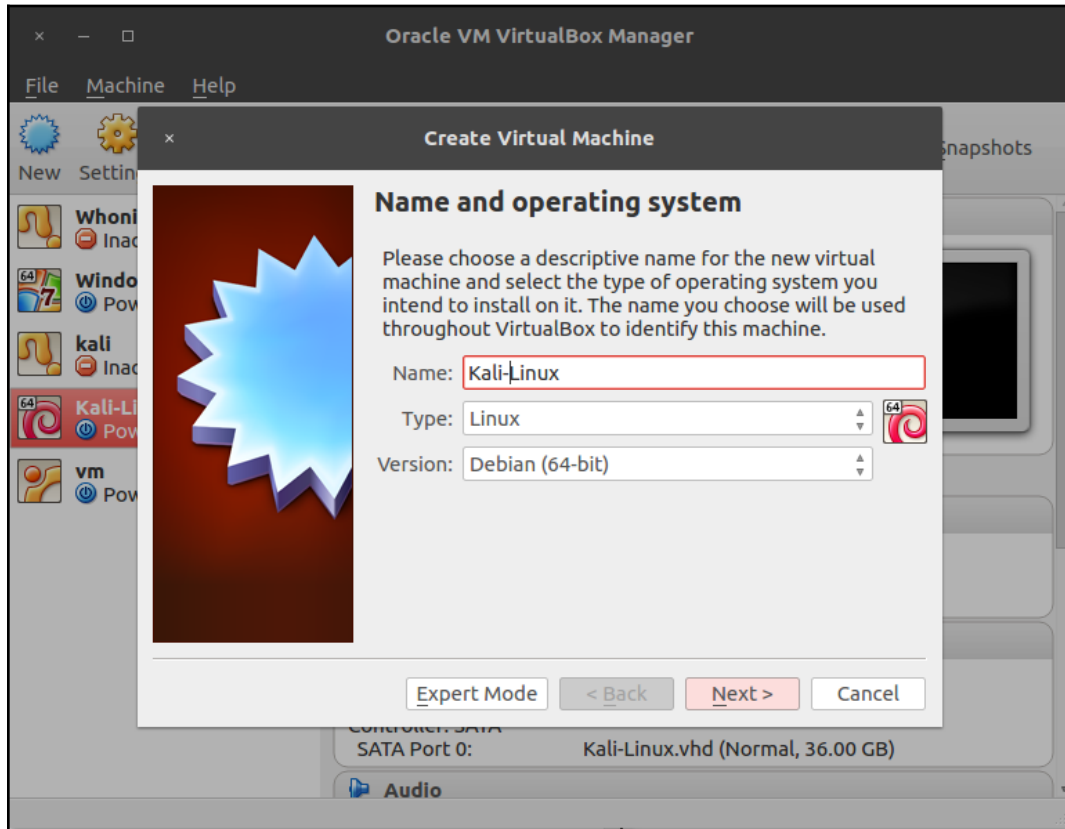 Oracle VM VirtualBox Manager
File Machine Help
New
Create Virtual Machine
Name and operating system
Please choose a descriptive name for the new virtual
machine and select the type of operating system you
intend to install on it. The name you choose will be used
throughout VirtualBox to identify this machine.
Name: Kali-Linux
Type: Linux
64
Version: Debian (64-bit)
Expert Mode < Back Next > Cancel
64
7
kali
64
vm
SATA Port 0: Kali-Linux.vhd (Normal, 36.00 GB)
Audio